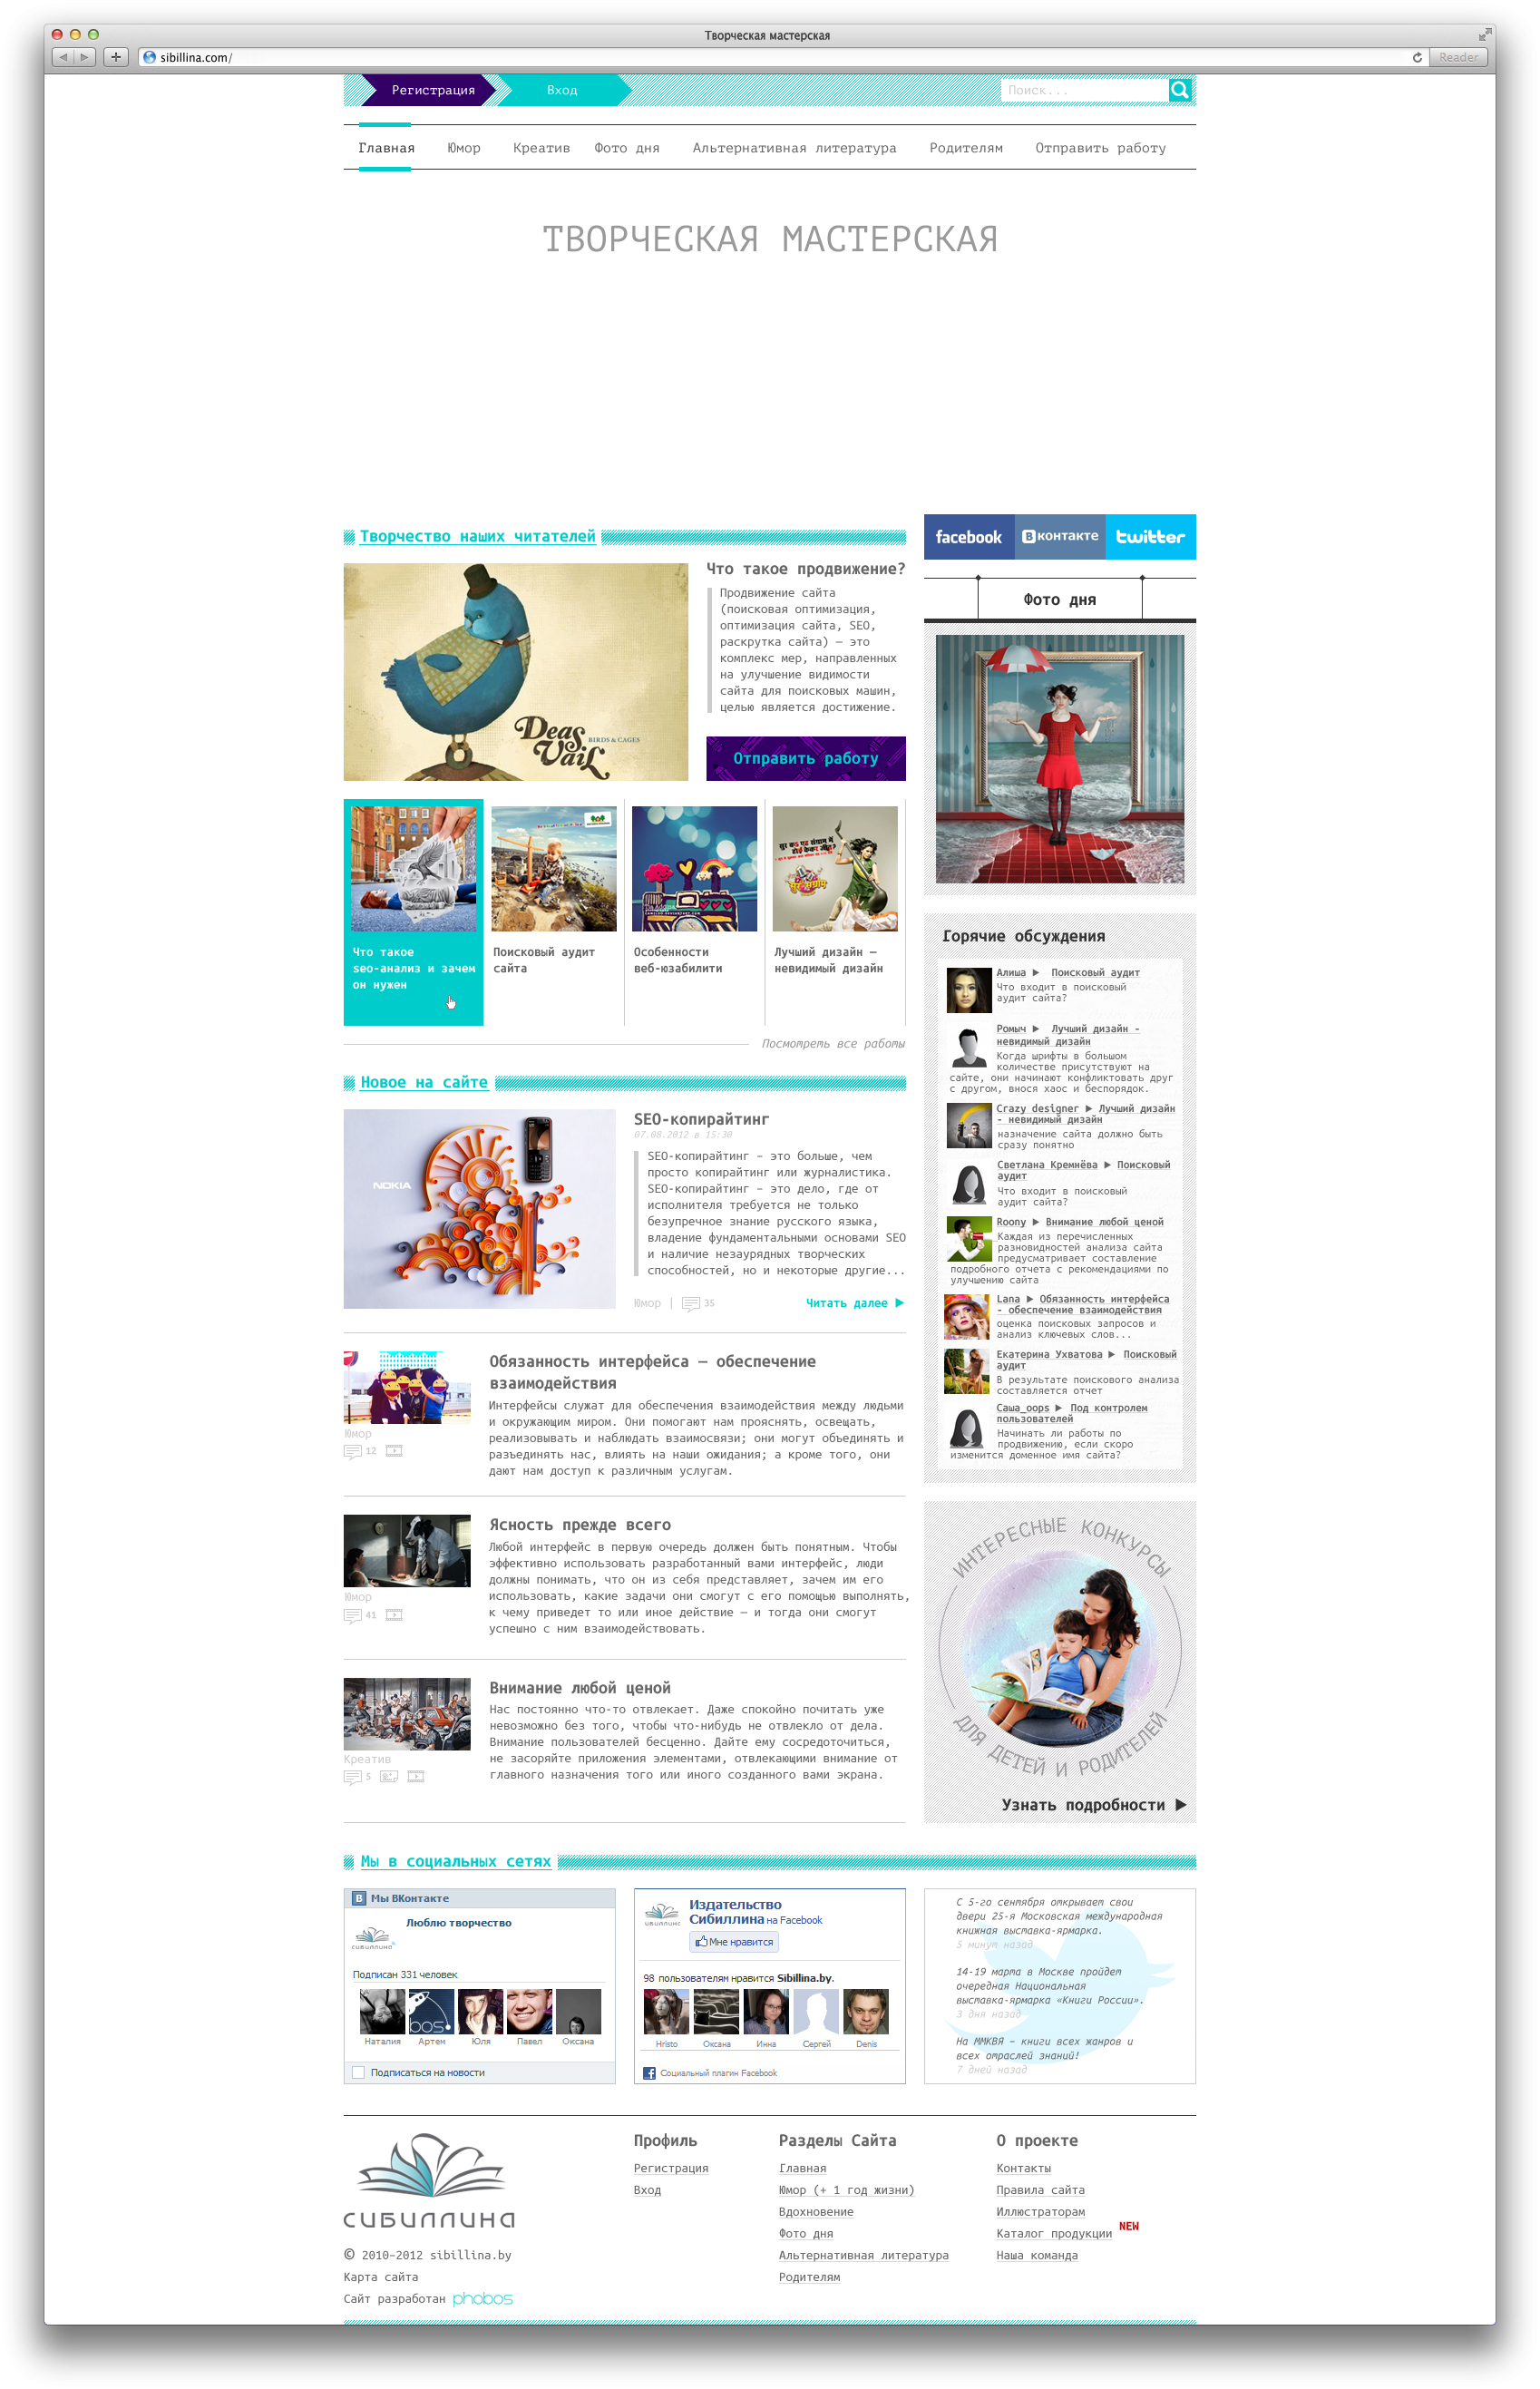 Творческая мастерская
sibillina.com/
Reader
Регистрация
Вход
Поиск...
Главная
Юмор
Креатив
Фото дня
Альтернативная литература
Родителям
Отправить работу
ТВОРЧЕСКАЯ МАСТЕРСКАЯ
Творчество наших читателей
Deas
Vail
BIRDS & CAGES
Что такое продвижение?
Продвижение сайта
(поисковая оптимизация,
оптимизация сайта, SEO,
раскрутка сайта) — это
комплекс мер, направленных
на улучшение видимости
сайта для поисковых машин,
целью является достижение.
Отправить работу
Что такое
seo-анализ и зачем
он нужен
Поисковый аудит
сайта
Особенности
веб-юзабилити
Лучший дизайн —
невидимый дизайн
Посмотреть все работы
Новое на сайте
NOKIA
SEO-копирайтинг
07.08.2012 в 15:30
SEO-копирайтинг - это больше, чем
просто копирайтинг или журналистика.
SEO-копирайтинг - это дело, где от
исполнителя требуется не только
безупречное знание русского языка,
владение фундаментальными основами SEO
и наличие незаурядных творческих
способностей, но и некоторые другие...
Юмор | 35
Читать далее
Обязанность интерфейса — обеспечение
взаимодействия
Интерфейсы служат для обеспечения взаимодействия между людьми
и окружающим миром. Они помогают нам прояснять, освещать,
реализовывать и наблюдать взаимосвязи; они могут объединять и
разъединять нас, влиять на наши ожидания; а кроме того, они
дают нам доступ к различным услугам.
Юмор
12
Ясность прежде всего
Любой интерфейс в первую очередь должен быть понятным. Чтобы
эффективно использовать разработанный вами интерфейс, люди
должны понимать, что он из себя представляет, зачем им его
использовать, какие задачи они смогут с его помощью выполнять,
к чему приведет то или иное действие — и тогда они смогут
успешно с ним взаимодействовать.
Юмор
41
Внимание любой ценой
Нас постоянно что-то отвлекает. Даже спокойно почитать уже
невозможно без того, чтобы что-нибудь не отвлекло от дела.
Внимание пользователей бесценно. Дайте ему сосредоточиться,
не засоряйте приложения элементами, отвлекающими внимание от
главного назначения того или иного созданного вами экрана.
Креатив
5
facebook
В контакте
twitter
Фото дня
Горячие обсуждения
Алиша Поисковый аудит
Что входит в поисковый
аудит сайта?
Ромыч Лучший дизайн -
невидимый дизайн
Когда шрифты в большом
количестве присутствуют на
сайте, они начинают конфликтовать друг
с другом, внося хаос и беспорядок.
Crazy designer Лучший дизайн
- невидимый дизайн
назначение сайта должно быть
сразу понятно
Светлана Кремнёва Поисковый
аудит
Что входит в поисковый
аудит сайта?
Roony Внимание любой ценой
Каждая из перечисленных
разновидностей анализа сайта
предусматривает составление
подробного отчета с рекомендациями по
улучшению сайта
Lana Обязанность интерфейса
- обеспечение взаимодействия
оценка поисковых запросов и
анализ ключевых слов...
Екатерина Ухватова Поисковый
аудит
В результате поискового анализа
составляется отчет
Саша_oops Под контролем
пользователей
Начинать ли работы по
продвижению, если скоро
изменится доменное имя сайта?
ИНТЕРЕСНЫЕ КОНКУРСЫ
ДЛЯ ДЕТЕЙ И РОДИТЕЛЕЙ
Узнать подробности
Мы в социальных сетях
В Мы ВКонтакте
Люблю творчество
сибиллина
Подписан 331 человек
Наталия Артем Юля Павел Оксана
Подписаться на новости
Издательство
Сибиллина на Facebook
сибиллина
Мне нравится
98 пользователям нравится Sibillina.by.
Hristo Оксана Инна Сергей Denis
Социальный плагин Facebook
С 5-го сентября открываем свои
двери 25-я Московская международная
книжная выставка-ярмарка.
5 минут назад
14-19 марта в Москве пройдет
очередная Национальная
выставка-ярмарка «Книги России».
3 дня назад
На ММКВЯ - книги всех жанров и
всех отраслей знаний!
7 дней назад
сибиллина
© 2010-2012 sibillina.by
Карта сайта
Сайт разработан phobos
Профиль
Регистрация
Вход
Разделы Сайта
Главная
Юмор (+ 1 год жизни)
Вдохновение
Фото дня
Альтернативная литература
Родителям
О проекте
Контакты
Правила сайта
Иллюстраторам
Каталог продукции NEW
Наша команда